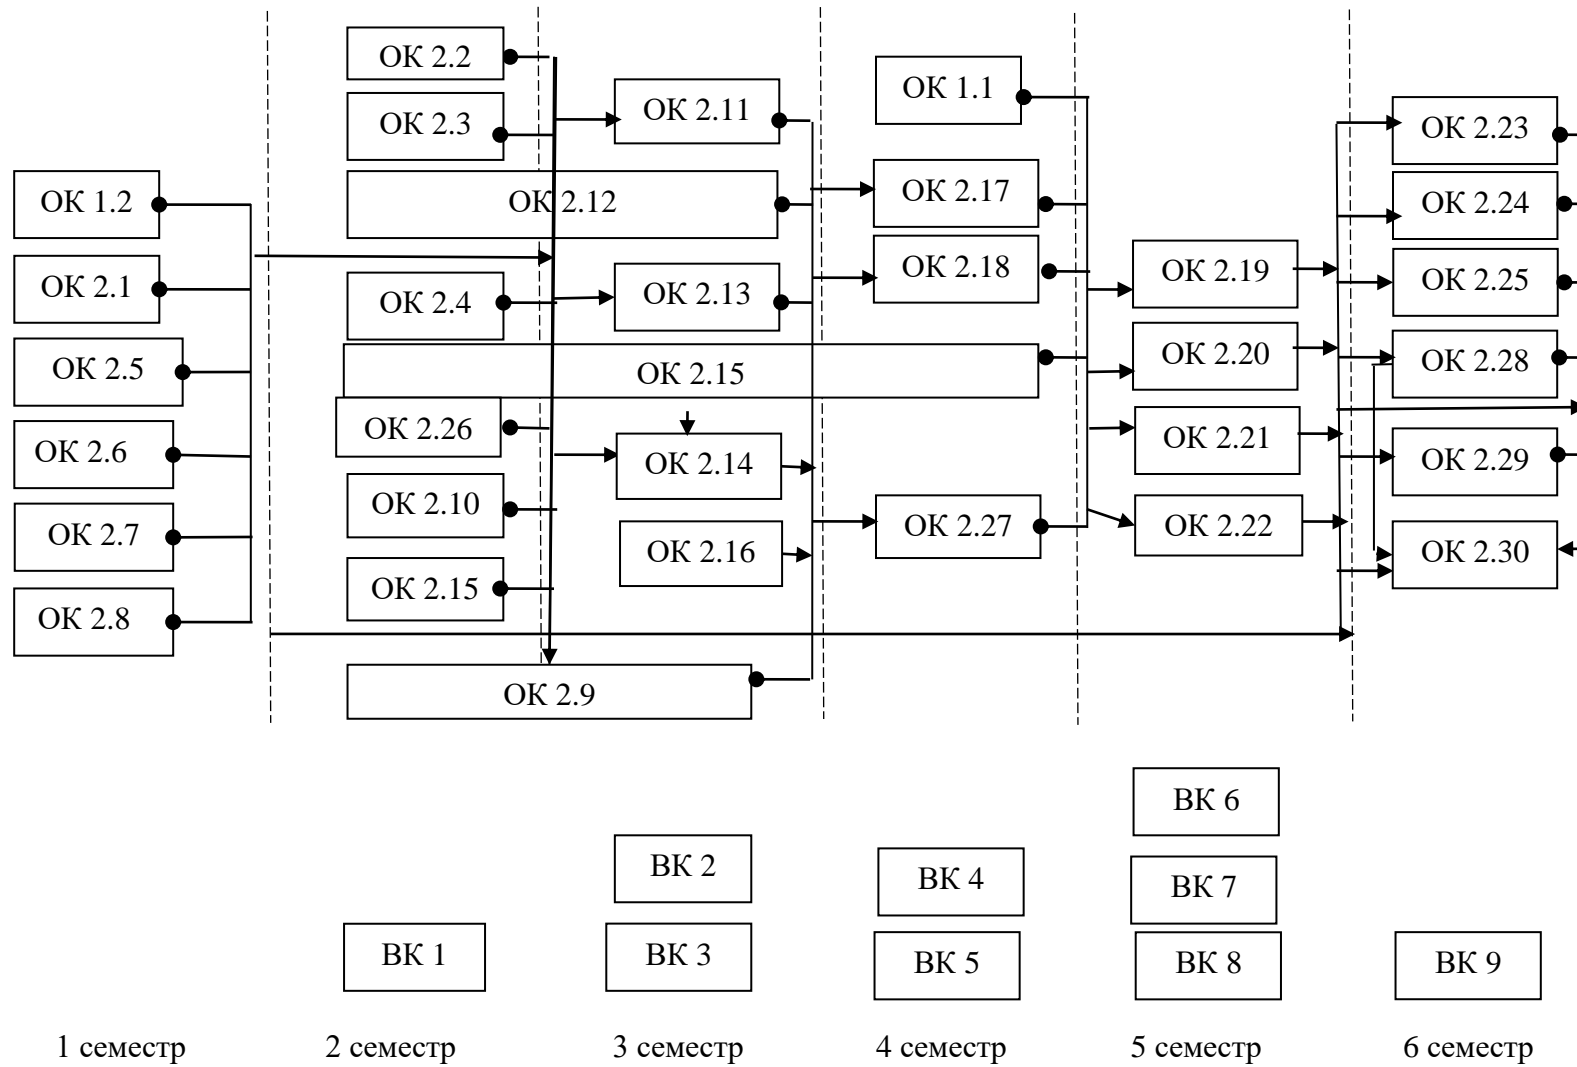 ОК 1.2
ОК 2.1
ОК 2.5
ОК 2.6
ОК 2.7
ОК 2.8
ОК 2.2
ОК 2.3
ОК 2.12
ОК 2.4
ОК 2.15
ОК 2.26
ОК 2.10
ОК 2.15
ОК 2.9
ОК 2.11
ОК 2.13
ОК 2.14
ОК 2.16
ОК 1.1
ОК 2.17
ОК 2.18
ОК 2.27
ОК 2.19
ОК 2.20
ОК 2.21
ОК 2.22
ОК 2.23
ОК 2.24
ОК 2.25
ОК 2.28
ОК 2.29
ОК 2.30
ВК 1
ВК 2
ВК 3
ВК 4
ВК 5
ВК 6
ВК 7
ВК 8
ВК 9
1 семестр
2 семестр
3 семестр
4 семестр
5 семестр
6 семестр